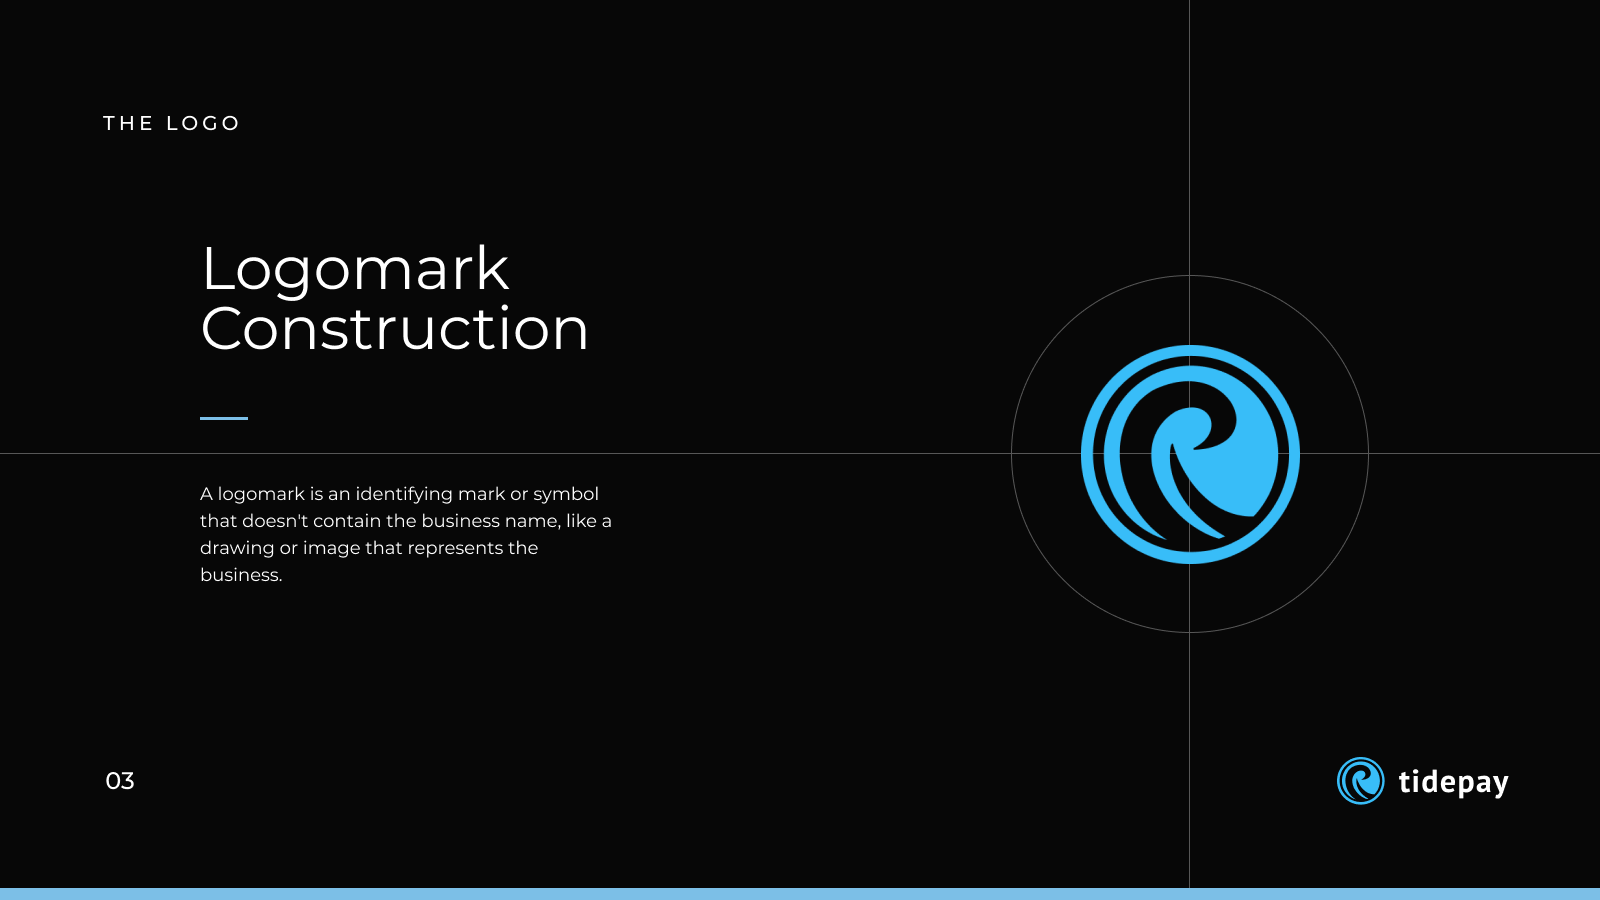 THE LOGO
Logomark
Construction
A logomark is an identifying mark or symbol
that doesn't contain the business name, like a
drawing or image that represents the
business.
03
tidepay